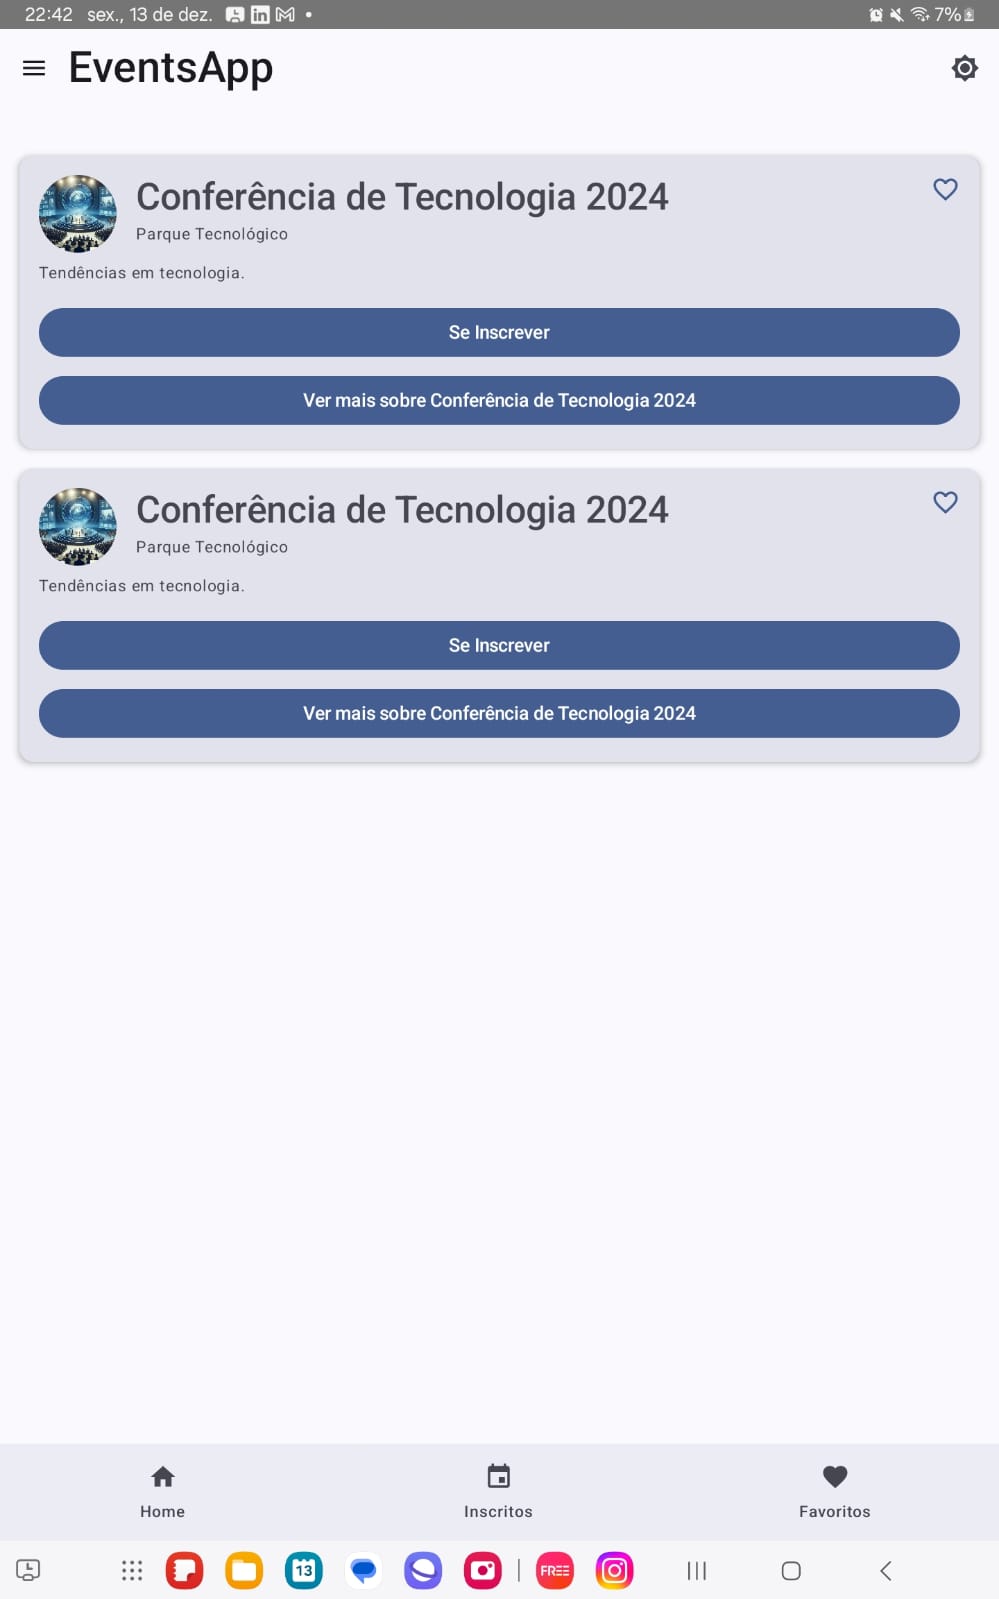 22:42 sex., 13 de dez.
7%
EventsApp
Conferência de Tecnologia 2024
Parque Tecnológico
Tendências em tecnologia.
Se Inscrever
Ver mais sobre Conferência de Tecnologia 2024
Conferência de Tecnologia 2024
Parque Tecnológico
Tendências em tecnologia.
Se Inscrever
Ver mais sobre Conferência de Tecnologia 2024
Home
Inscritos
Favoritos
13
FREE